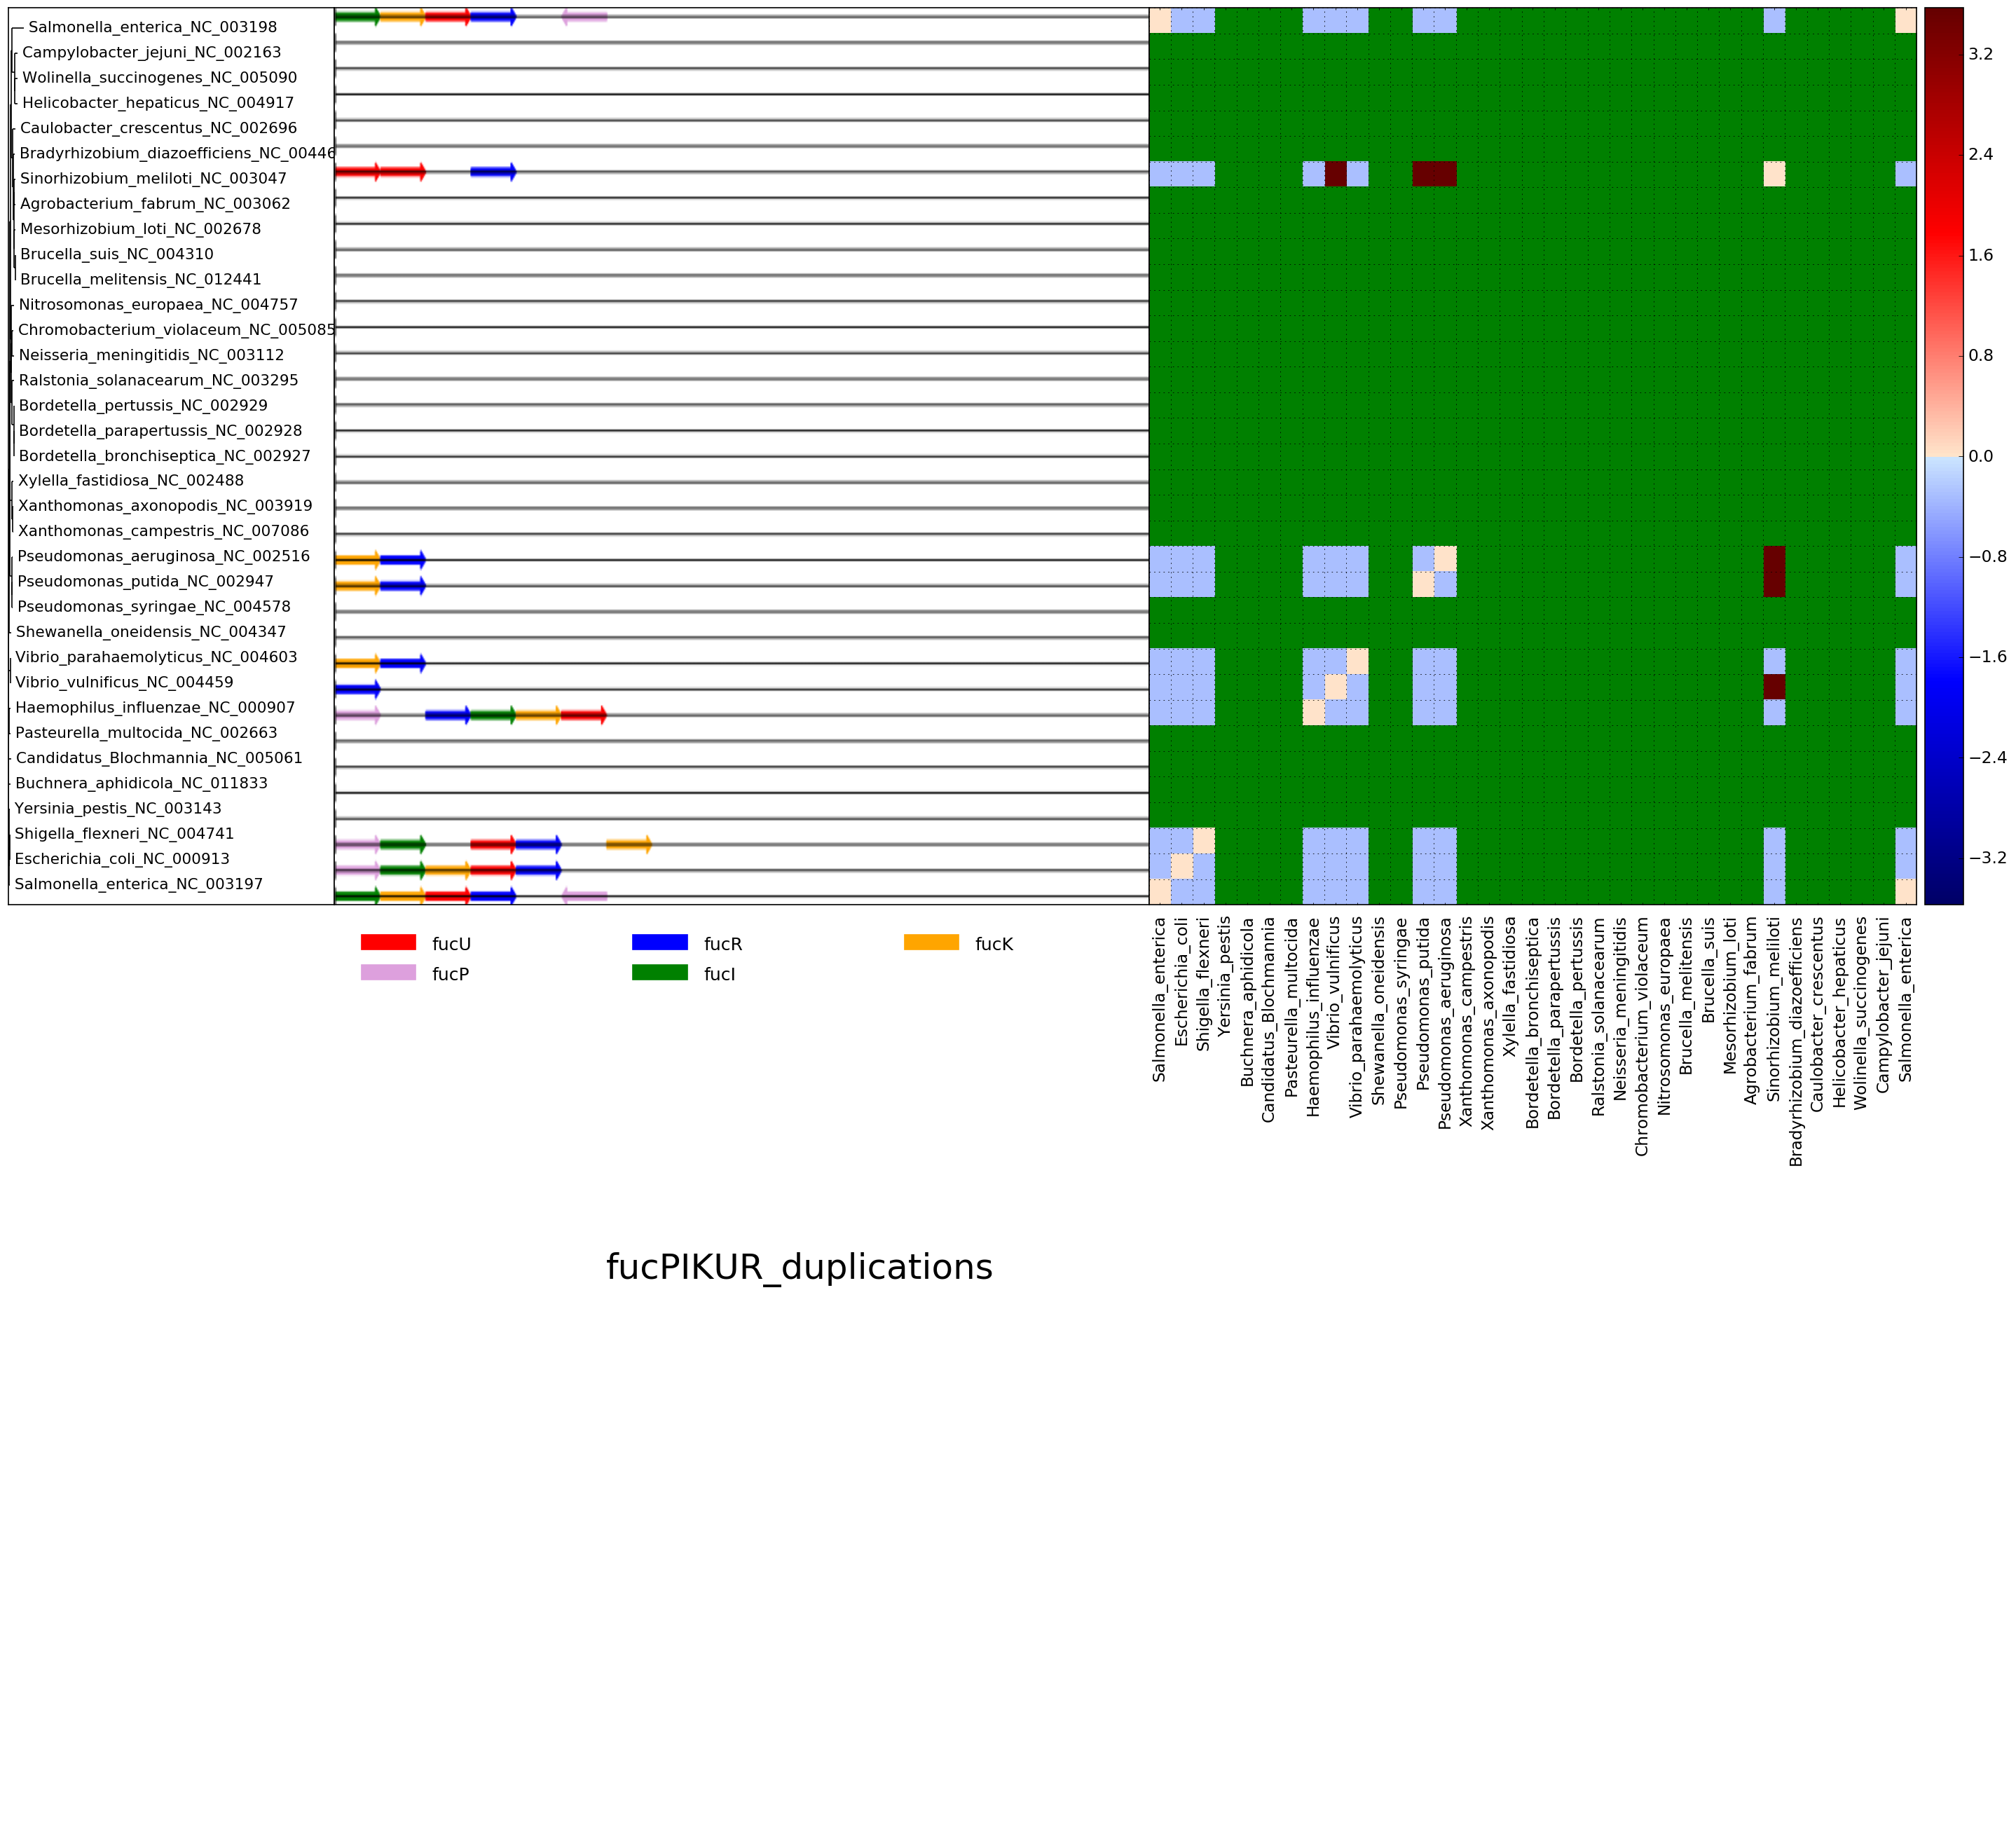 Salmonella_enterica_NC_003198
Campylobacter_jejuni_NC_002163
Wolinella_succinogenes_NC_005090
Helicobacter_hepaticus_NC_004917
Caulobacter_crescentus_NC_002696
Bradyrhizobium_diazoefficiens_NC_00446
Sinorhizobium_meliloti_NC_003047
Agrobacterium_fabrum_NC_003062
Mesorhizobium_loti_NC_002678
Brucella_suis_NC_004310
Brucella_melitensis_NC_012441
Nitrosomonas_europaea_NC_004757
Chromobacterium_violaceum_NC_005085
Neisseria_meningitidis_NC_003112
Ralstonia_solanacearum_NC_003295
Bordetella_pertussis_NC_002929
Bordetella_parapertussis_NC_002928
Bordetella_bronchiseptica_NC_002927
Xylella_fastidiosa_NC_002488
Xanthomonas_axonopodis_NC_003919
Xanthomonas_campestris_NC_007086
Pseudomonas_aeruginosa_NC_002516
Pseudomonas_putida_NC_002947
Pseudomonas_syringae_NC_004578
Shewanella_oneidensis_NC_004347
Vibrio_parahaemolyticus_NC_004603
Vibrio_vulnificus_NC_004459
Haemophilus_influenzae_NC_000907
Pasteurella_multocida_NC_002663
Candidatus_Blochmannia_NC_005061
Buchnera_aphidicola_NC_011833
Yersinia_pestis_NC_003143
Shigella_flexneri_NC_004741
Escherichia_coli_NC_000913
Salmonella_enterica_NC_003197
3.2
2.4
1.6
0.8
0.0
−0.8
−1.6
−2.4
−3.2
fucU
fucR
fucK
fucP
fucI
Salmonella_enterica
Escherichia_coli
Shigella_flexneri
Yersinia_pestis
Buchnera_aphidicola
Candidatus_Blochmannia
Pasteurella_multocida
Haemophilus_influenzae
Vibrio_vulnificus
Vibrio_parahaemolyticus
Shewanella_oneidensis
Pseudomonas_syringae
Pseudomonas_putida
Pseudomonas_aeruginosa
Xanthomonas_campestris
Xanthomonas_axonopodis
Xylella_fastidiosa
Bordetella_bronchiseptica
Bordetella_parapertussis
Bordetella_pertussis
Ralstonia_solanacearum
Neisseria_meningitidis
Chromobacterium_violaceum
Nitrosomonas_europaea
Brucella_melitensis
Brucella_suis
Mesorhizobium_loti
Agrobacterium_fabrum
Sinorhizobium_meliloti
Bradyrhizobium_diazoefficiens
Caulobacter_crescentus
Helicobacter_hepaticus
Wolinella_succinogenes
Campylobacter_jejuni
Salmonella_enterica
fucPIKUR_duplications